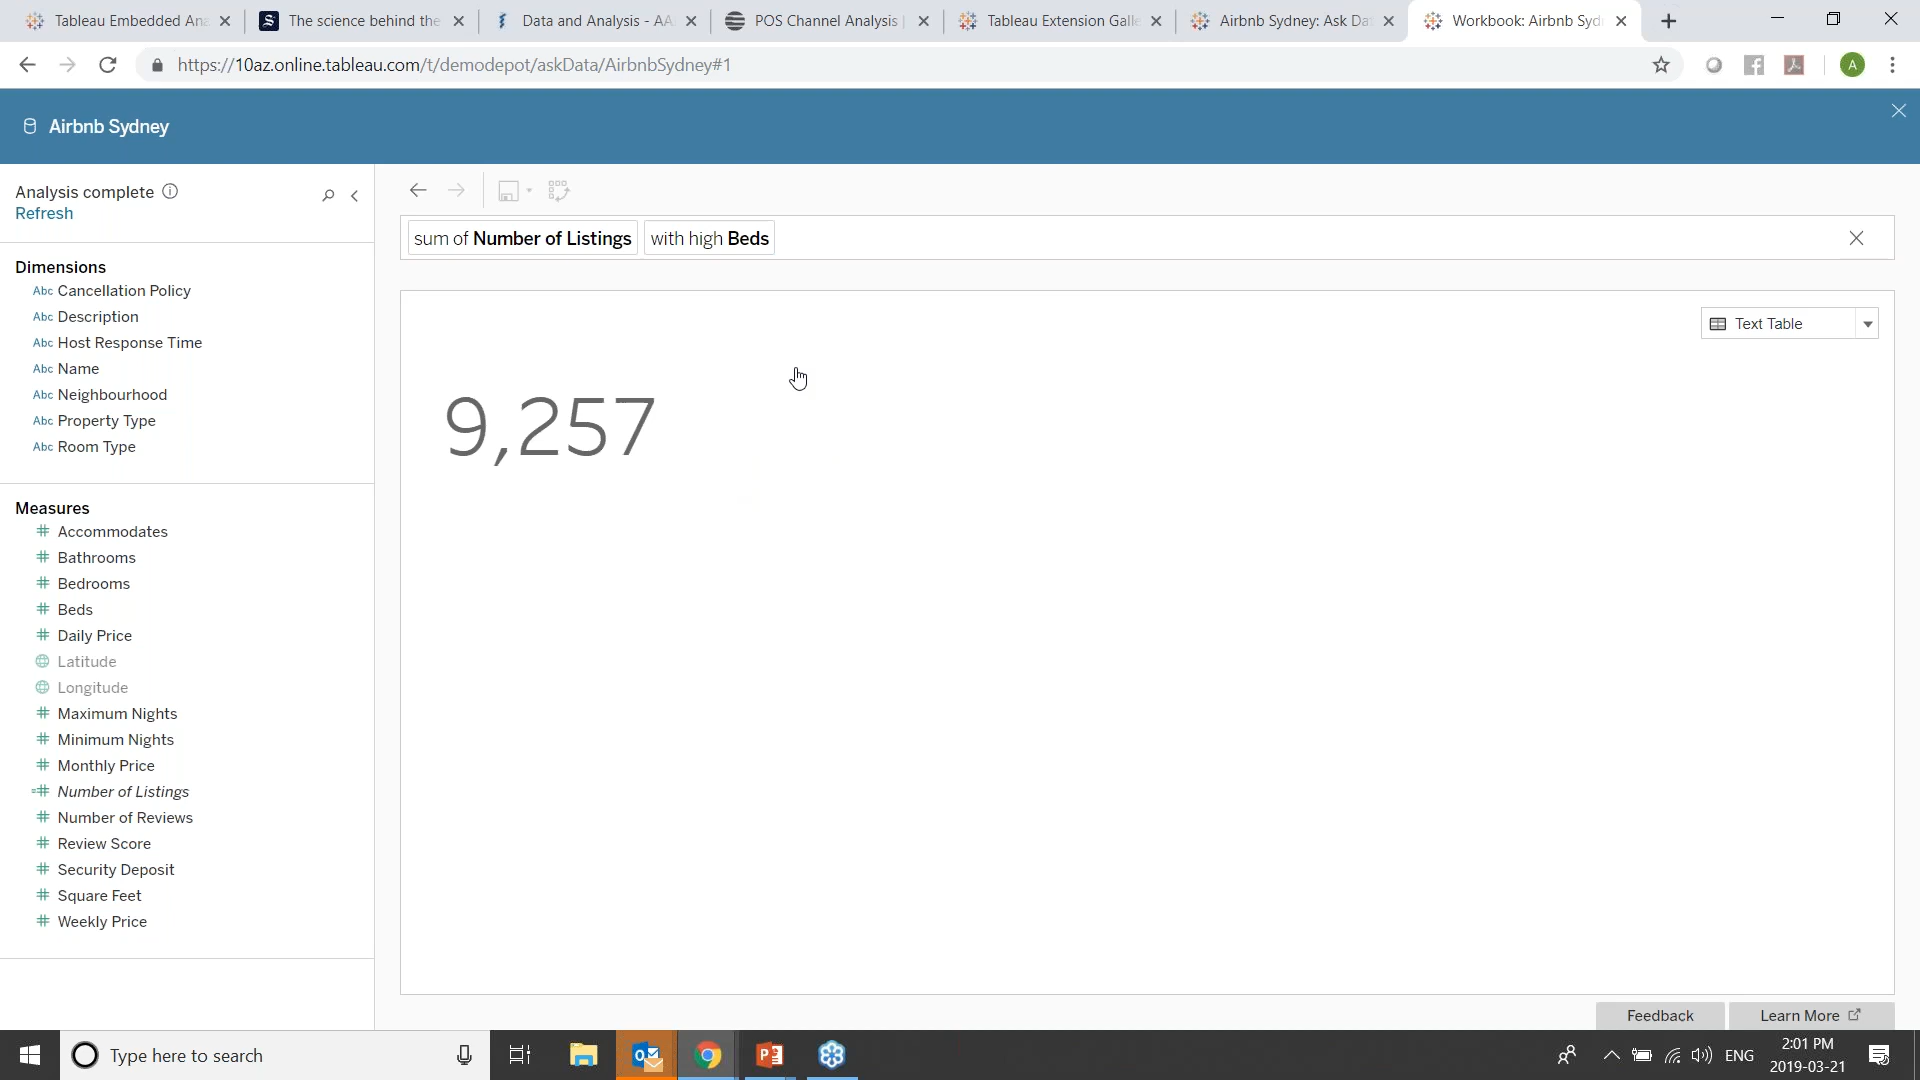 Tableau Embedded Ana
The science behind the
Data and Analysis - AA
POS Channel Analysis |
Tableau Extension Galle
Airbnb Sydney: Ask Da
Workbook: Airbnb Syd
https://10az.online.tableau.com/t/demodepot/askData/AirbnbSydney#1
A
Airbnb Sydney
Analysis complete
Refresh
sum of Number of Listings
with high Beds
Text Table
9,257
Dimensions
Abc Cancellation Policy
Abc Description
Abc Host Response Time
Abc Name
Abc Neighbourhood
Abc Property Type
Abc Room Type
Measures
# Accommodates
# Bathrooms
# Bedrooms
# Beds
# Daily Price
Latitude
Longitude
# Maximum Nights
# Minimum Nights
# Monthly Price
=# Number of Listings
# Number of Reviews
# Review Score
# Security Deposit
# Square Feet
# Weekly Price
Feedback
Learn More
Type here to search
ENG
2:01 PM
2019-03-21